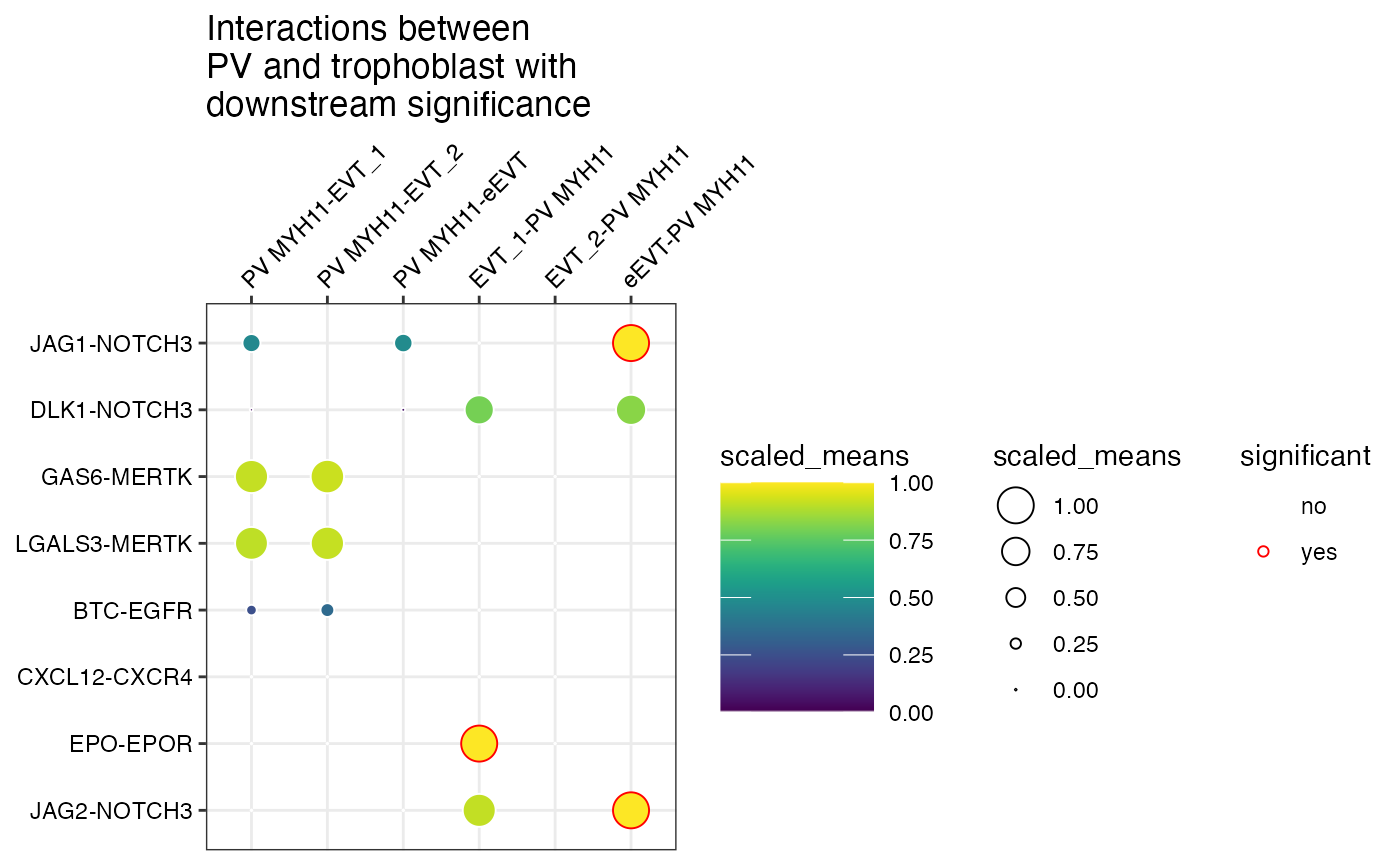 Interactions between
PV and trophoblast with
downstream significance
PV MYH11-EVT_1
PV MYH11-EVT_2
PV MYH11-eEVT
EVT_1-PV MYH11
EVT_2-PV MYH11
eEVT-PV MYH11
JAG1-NOTCH3
DLK1-NOTCH3
GAS6-MERTK
LGALS3-MERTK
BTC-EGFR
CXCL12-CXCR4
EPO-EPOR
JAG2-NOTCH3
scaled_means
1.00
0.75
0.50
0.25
0.00
scaled_means
1.00
0.75
0.50
0.25
0.00
significant
no
yes